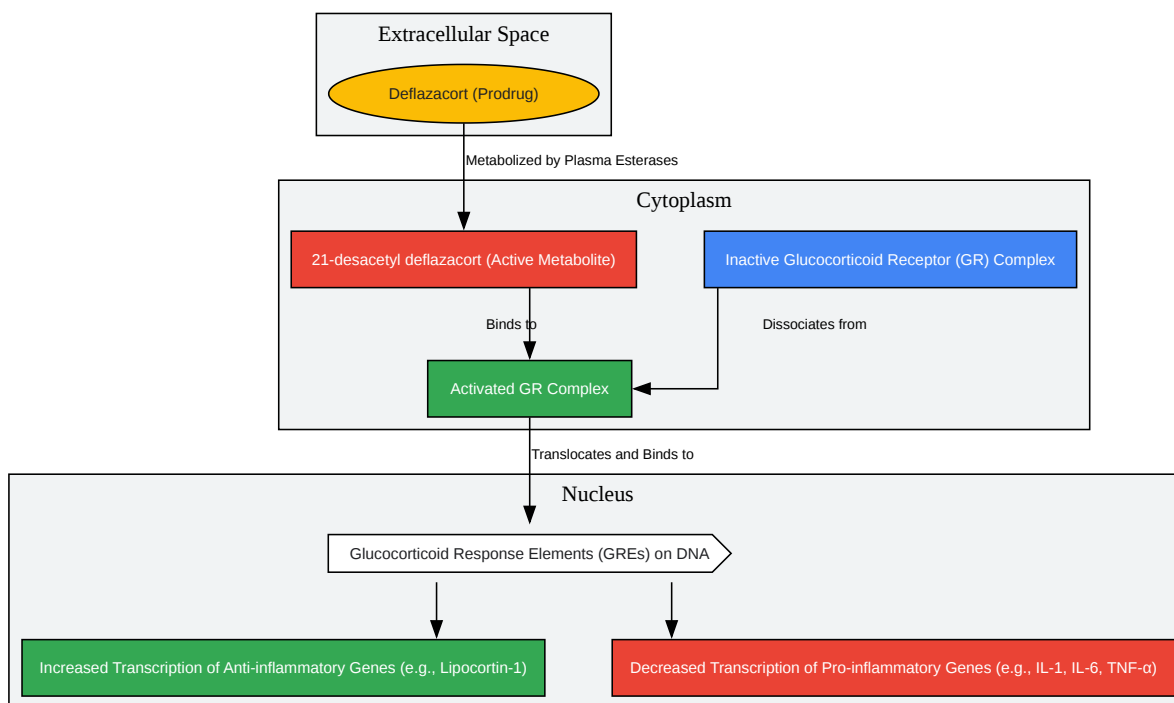 Extracellular Space
Deflazacort (Prodrug)
Metabolized by Plasma Esterases
Cytoplasm
21-desacetyl deflazacort (Active Metabolite)
Inactive Glucocorticoid Receptor (GR) Complex
Binds to
Dissociates from
Activated GR Complex
Translocates and Binds to
Nucleus
Glucocorticoid Response Elements (GREs) on DNA
Increased Transcription of Anti-inflammatory Genes (e.g., Lipocortin-1)
Decreased Transcription of Pro-inflammatory Genes (e.g., IL-1, IL-6, TNF-α)